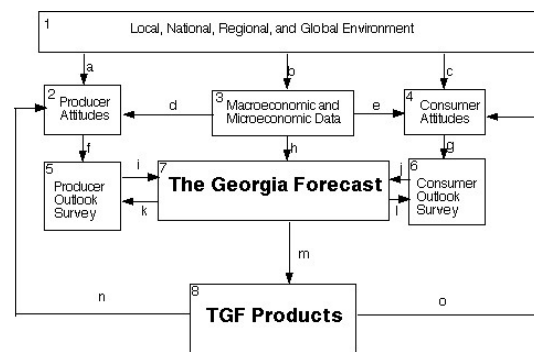 1
Local, National, Regional, and Global Environment
a
b
c
2
Producer
Attitudes
d
3
Macroeconomic and
Microeconomic Data
e
4
Consumer
Attitudes
f
h
g
5
Producer
Outlook
Survey
i
k
7
The Georgia Forecast
j
l
6
Consumer
Outlook
Survey
m
n
8
TGF Products
o